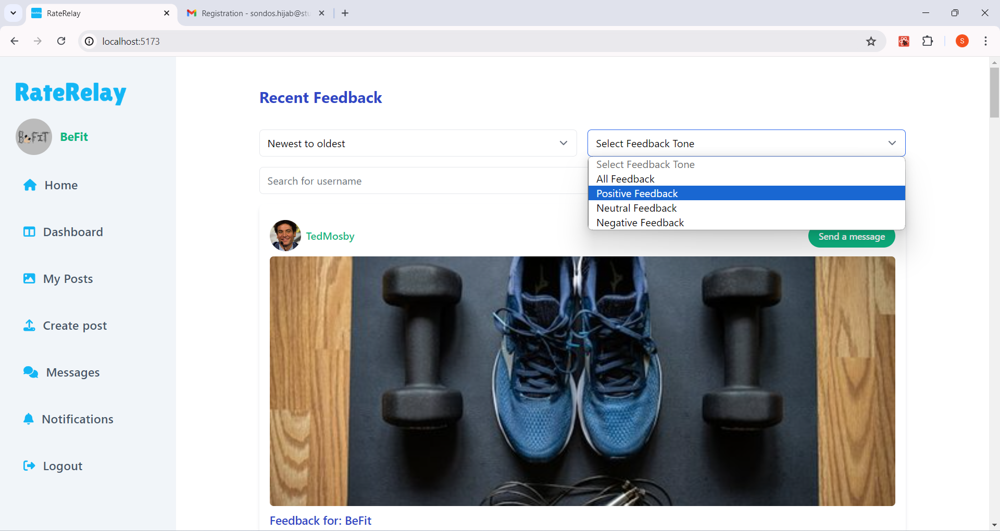 RateRelay
Registration - sondos.hijab@stu
localhost:5173
S
RateRelay
BeFiT
BeFit
Home
Dashboard
My Posts
Create post
Messages
Notifications
Logout
Recent Feedback
Newest to oldest
Select Feedback Tone
Search for username
Select Feedback Tone
All Feedback
Positive Feedback
Neutral Feedback
Negative Feedback
TedMosby
Send a message
Feedback for: BeFit